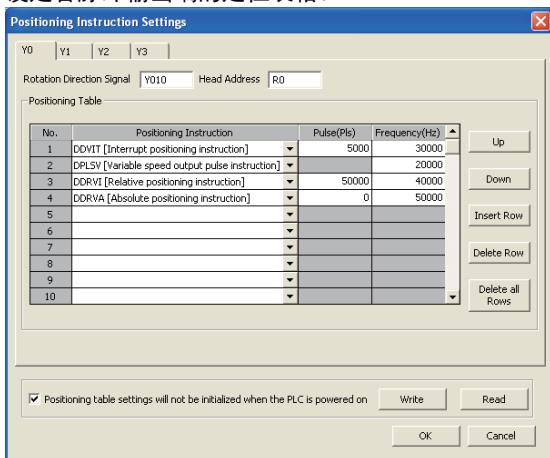 Positioning Instruction Settings
Y0 Y1 Y2 Y3
Rotation Direction Signal Y010 Head Address R0
Positioning Table
No. Positioning Instruction Pulse(Pls) Frequency(Hz)
1 DDVIT [Interrupt positioning instruction] 5000 30000
2 DPLSV [Variable speed output pulse instruction] 20000
3 DDRVI [Relative positioning instruction] 50000 40000
4 DDRVA [Absolute positioning instruction] 0 50000
5
6
7
8
9
10
Up
Down
Insert Row
Delete Row
Delete all
Rows
Positioning table settings will not be initialized when the PLC is powered on Write Read
OK Cancel